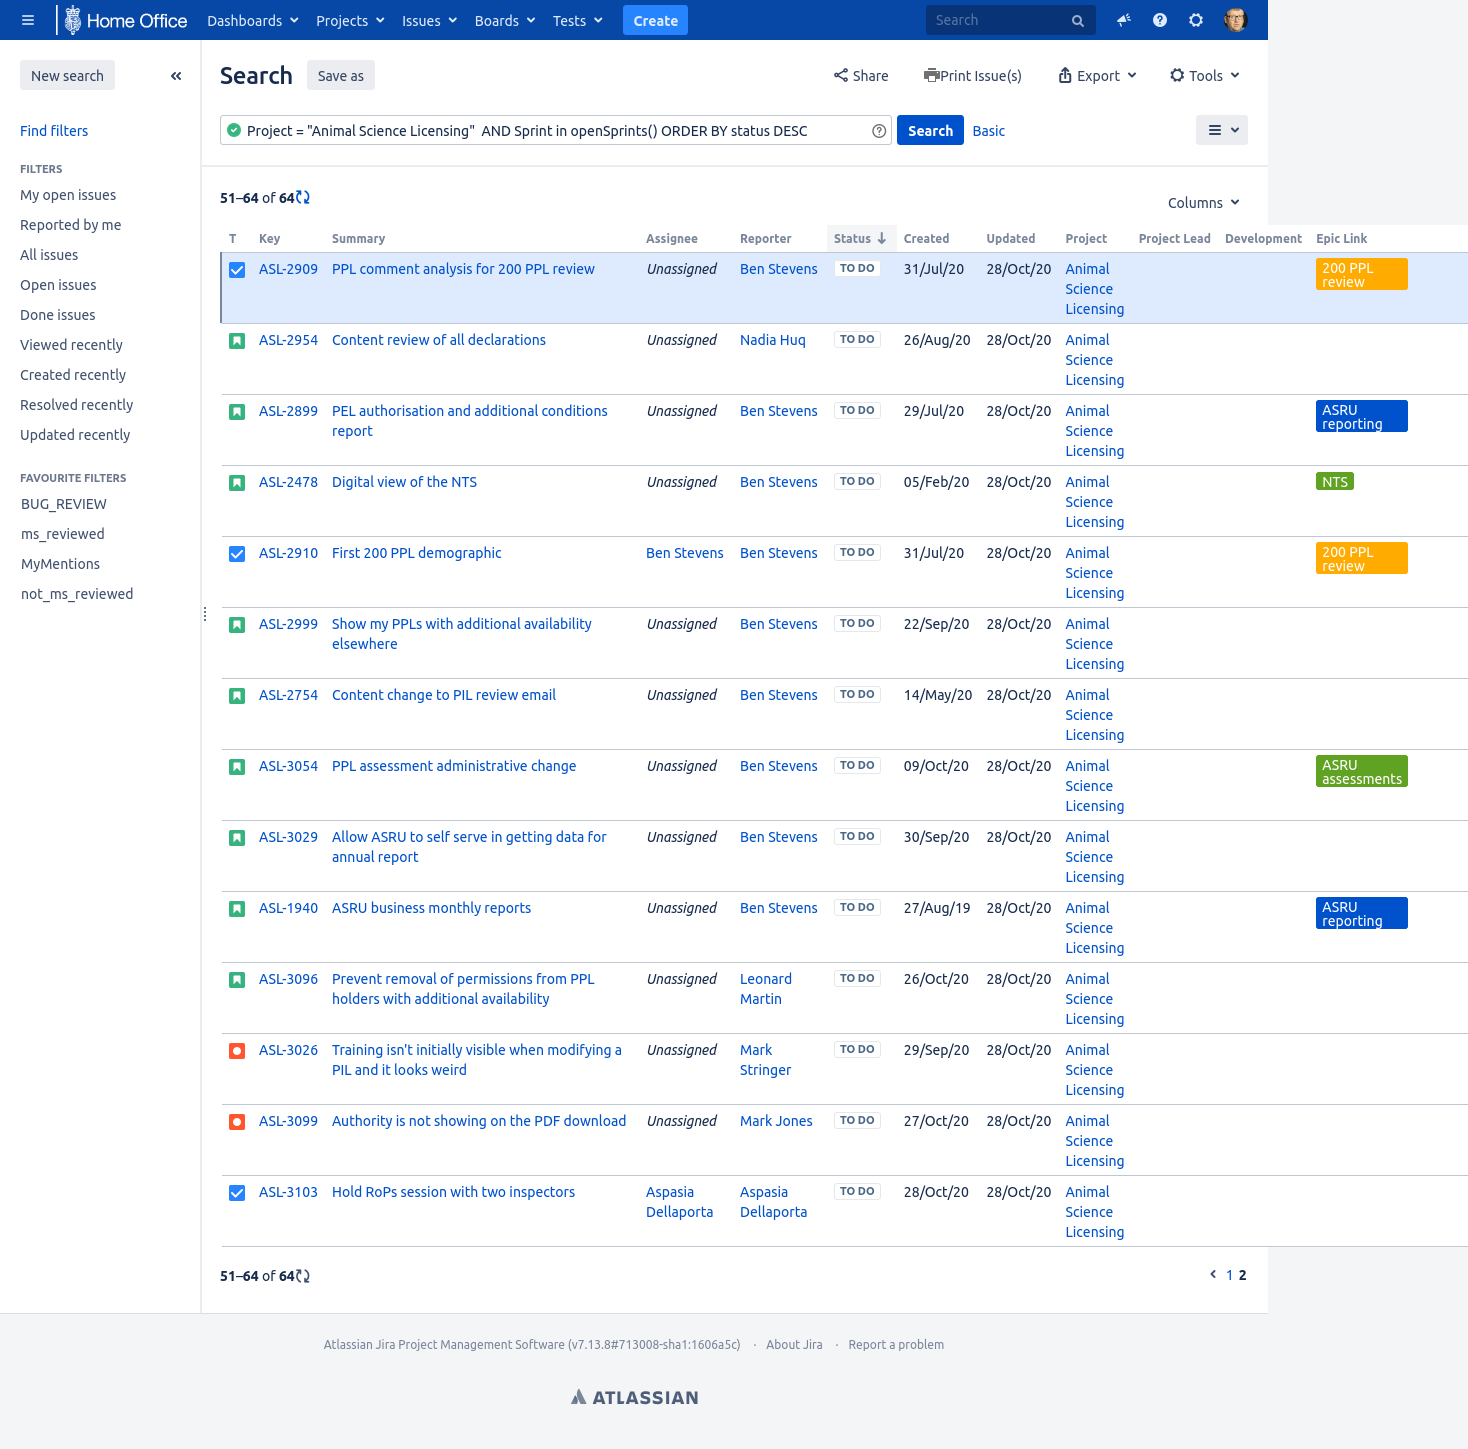 Home Office Dashboards Projects Issues Boards Tests Create Search
New search
Find filters
FILTERS
My open issues
Reported by me
All issues
Open issues
Done issues
Viewed recently
Created recently
Resolved recently
Updated recently
FAVOURITE FILTERS
BUG_REVIEW
ms_reviewed
MyMentions
not_ms_reviewed
Search Save as Share Print Issue(s) Export Tools
Project = "Animal Science Licensing"  AND Sprint in openSprints() ORDER BY status DESC Search Basic
51–64 of 64
Columns
T Key Summary Assignee Reporter Status Created Updated Project Project Lead Development Epic Link
ASL-2909 PPL comment analysis for 200 PPL review Unassigned Ben Stevens TO DO 31/Jul/20 28/Oct/20 Animal 200 PPL
Science review
Licensing
ASL-2954 Content review of all declarations Unassigned Nadia Huq TO DO 26/Aug/20 28/Oct/20 Animal
Science
Licensing
ASL-2899 PEL authorisation and additional conditions Unassigned Ben Stevens TO DO 29/Jul/20 28/Oct/20 Animal ASRU
report Science reporting
Licensing
ASL-2478 Digital view of the NTS Unassigned Ben Stevens TO DO 05/Feb/20 28/Oct/20 Animal NTS
Science
Licensing
ASL-2910 First 200 PPL demographic Ben Stevens Ben Stevens TO DO 31/Jul/20 28/Oct/20 Animal 200 PPL
Science review
Licensing
ASL-2999 Show my PPLs with additional availability Unassigned Ben Stevens TO DO 22/Sep/20 28/Oct/20 Animal
elsewhere Science
Licensing
ASL-2754 Content change to PIL review email Unassigned Ben Stevens TO DO 14/May/20 28/Oct/20 Animal
Science
Licensing
ASL-3054 PPL assessment administrative change Unassigned Ben Stevens TO DO 09/Oct/20 28/Oct/20 Animal ASRU
Science assessments
Licensing
ASL-3029 Allow ASRU to self serve in getting data for Unassigned Ben Stevens TO DO 30/Sep/20 28/Oct/20 Animal
annual report Science
Licensing
ASL-1940 ASRU business monthly reports Unassigned Ben Stevens TO DO 27/Aug/19 28/Oct/20 Animal ASRU
Science reporting
Licensing
ASL-3096 Prevent removal of permissions from PPL Unassigned Leonard TO DO 26/Oct/20 28/Oct/20 Animal
holders with additional availability Martin Science
Licensing
ASL-3026 Training isn't initially visible when modifying a Unassigned Mark TO DO 29/Sep/20 28/Oct/20 Animal
PIL and it looks weird Stringer Science
Licensing
ASL-3099 Authority is not showing on the PDF download Unassigned Mark Jones TO DO 27/Oct/20 28/Oct/20 Animal
Science
Licensing
ASL-3103 Hold RoPs session with two inspectors Aspasia Aspasia TO DO 28/Oct/20 28/Oct/20 Animal
Dellaporta Dellaporta Science
Licensing
51–64 of 64 1 2
Atlassian Jira Project Management Software (v7.13.8#713008-sha1:1606a5c) · About Jira · Report a problem
ATLASSIAN